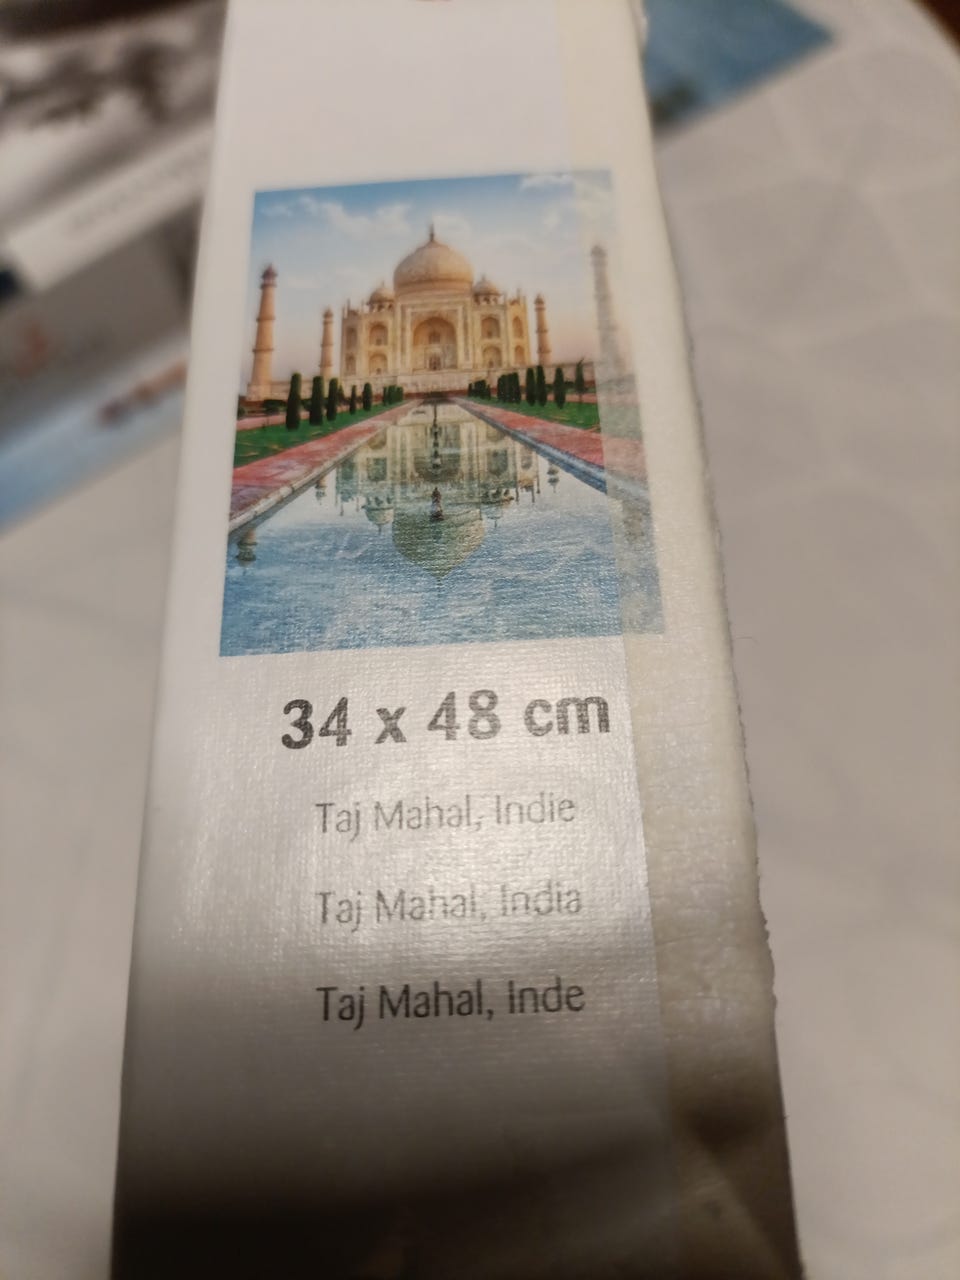 34 x 48 cm
Taj Mahal, Indie
Taj Mahal, India
Taj Mahal, Inde